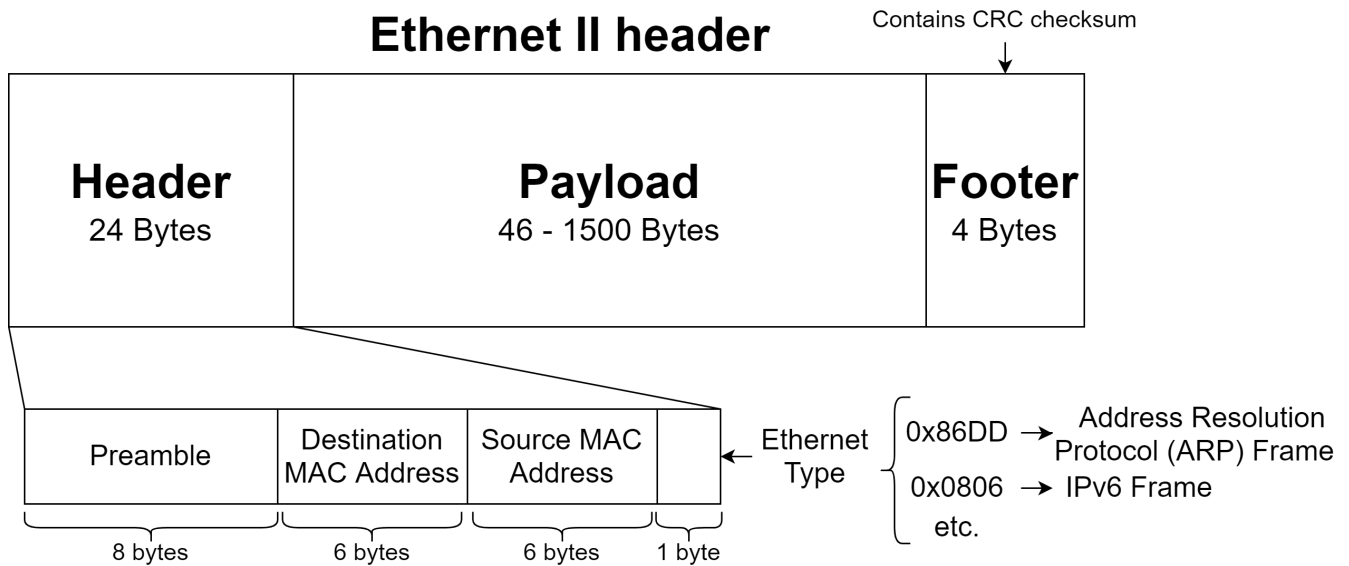 Contains CRC checksum
Ethernet II header
Header
24 Bytes
Payload
46 - 1500 Bytes
Footer
4 Bytes
Preamble
Destination
MAC Address
Source MAC
Address
Ethernet
Type
0x86DD
Address Resolution
Protocol (ARP) Frame
0x0806
IPv6 Frame
etc.
8 bytes
6 bytes
6 bytes
1 byte